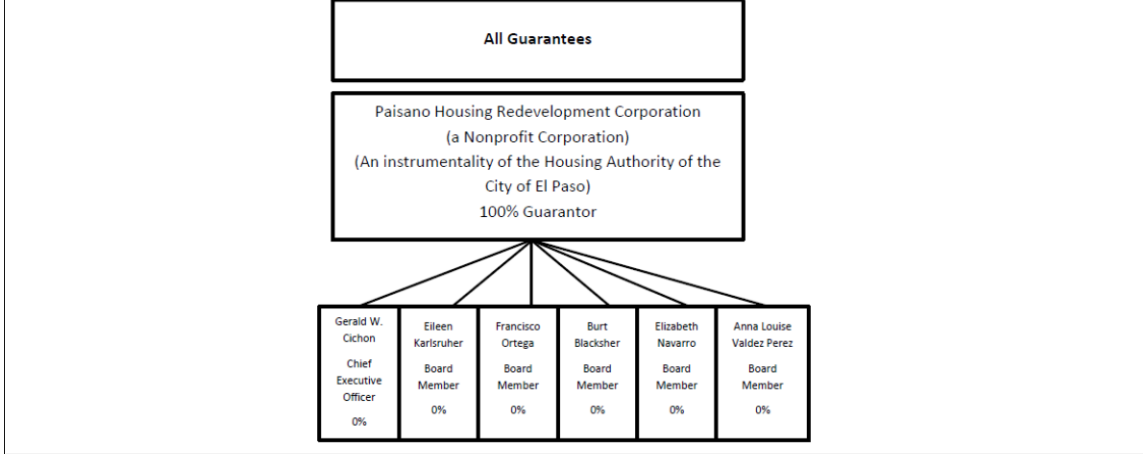 All Guarantees
Paisano Housing Redevelopment Corporation
(a Nonprofit Corporation)
(An instrumentality of the Housing Authority of the
City of El Paso)
100% Guarantor
Gerald W.
Cichon
Chief
Executive
Officer
0%
Eileen
Karlsruher
Board
Member
0%
Francisco
Ortega
Board
Member
0%
Burt
Blacksher
Board
Member
0%
Elizabeth
Navarro
Board
Member
0%
Anna Louise
Valdez Perez
Board
Member
0%